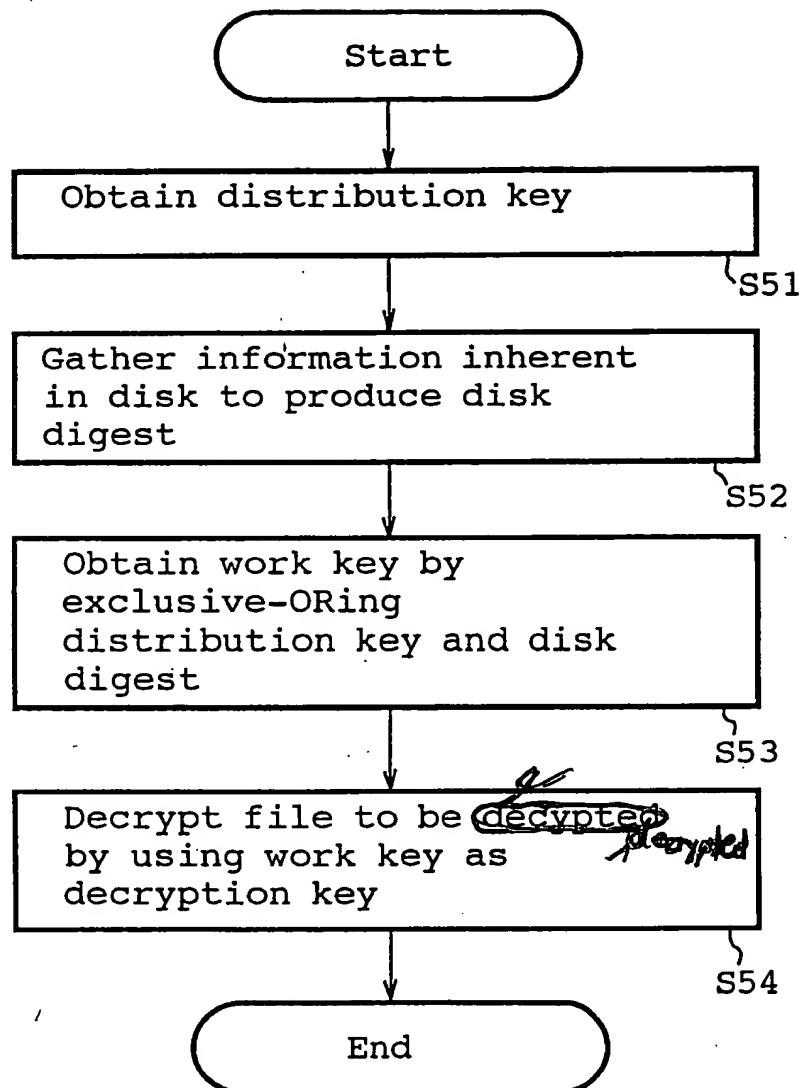 Start
Obtain distribution key
S51
Gather information inherent
in disk to produce disk
digest
S52
Obtain work key by
exclusive-ORing
distribution key and disk
digest
S53
Decrypt file to be decypted
decrypted
by using work key as
decryption key
S54
End